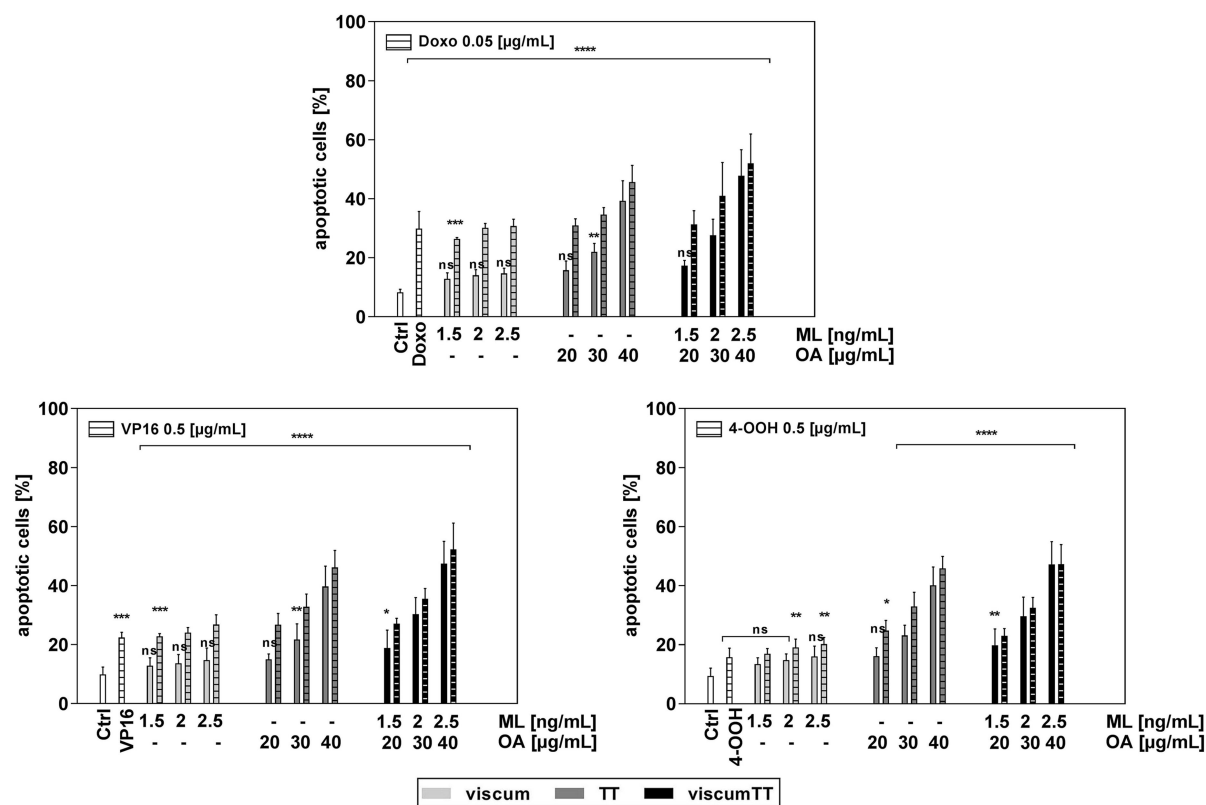 Doxo 0.05 [µg/mL]
****
apoptotic cells [%]
100
80
60
40
20
0
ns *** ns ns ns ** ns
Ctrl Doxo 1.5 2 2.5 - - - 1.5 2 2.5 ML [ng/mL]
- - - 20 30 40 20 30 40 OA [µg/mL]
VP16 0.5 [µg/mL]
****
apoptotic cells [%]
100
80
60
40
20
0
*** ns *** ns ns ns ** *
Ctrl VP16 1.5 2 2.5 - - - 1.5 2 2.5 ML [ng/mL]
- - - 20 30 40 20 30 40 OA [µg/mL]
4-OOH 0.5 [µg/mL]
****
apoptotic cells [%]
100
80
60
40
20
0
ns ** ns ** ns * **
Ctrl 4-OOH 1.5 2 2.5 - - - 1.5 2 2.5 ML [ng/mL]
- - - 20 30 40 20 30 40 OA [µg/mL]
viscum TT viscumTT